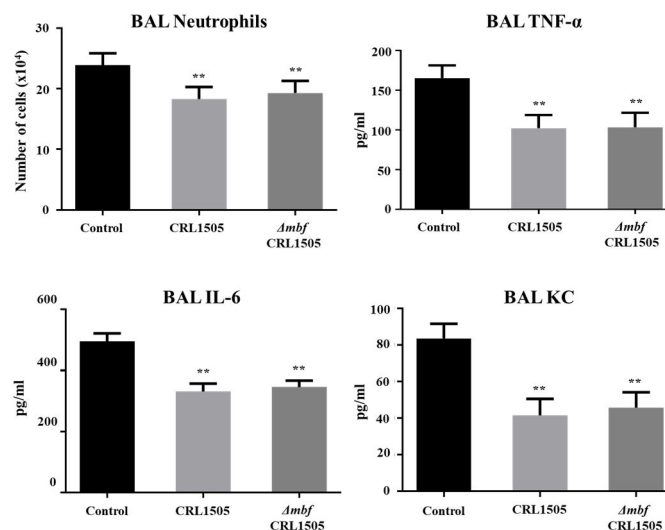 BAL Neutrophils
Number of cells (x10⁴)
30
20
10
0
**
**
Control
CRL1505
Δmbf
CRL1505
BAL TNF-α
pg/ml
200
150
100
50
0
**
**
Control
CRL1505
Δmbf
CRL1505
BAL IL-6
pg/ml
600
400
200
0
**
**
Control
CRL1505
Δmbf
CRL1505
BAL KC
pg/ml
100
80
60
40
20
0
**
**
Control
CRL1505
Δmbf
CRL1505